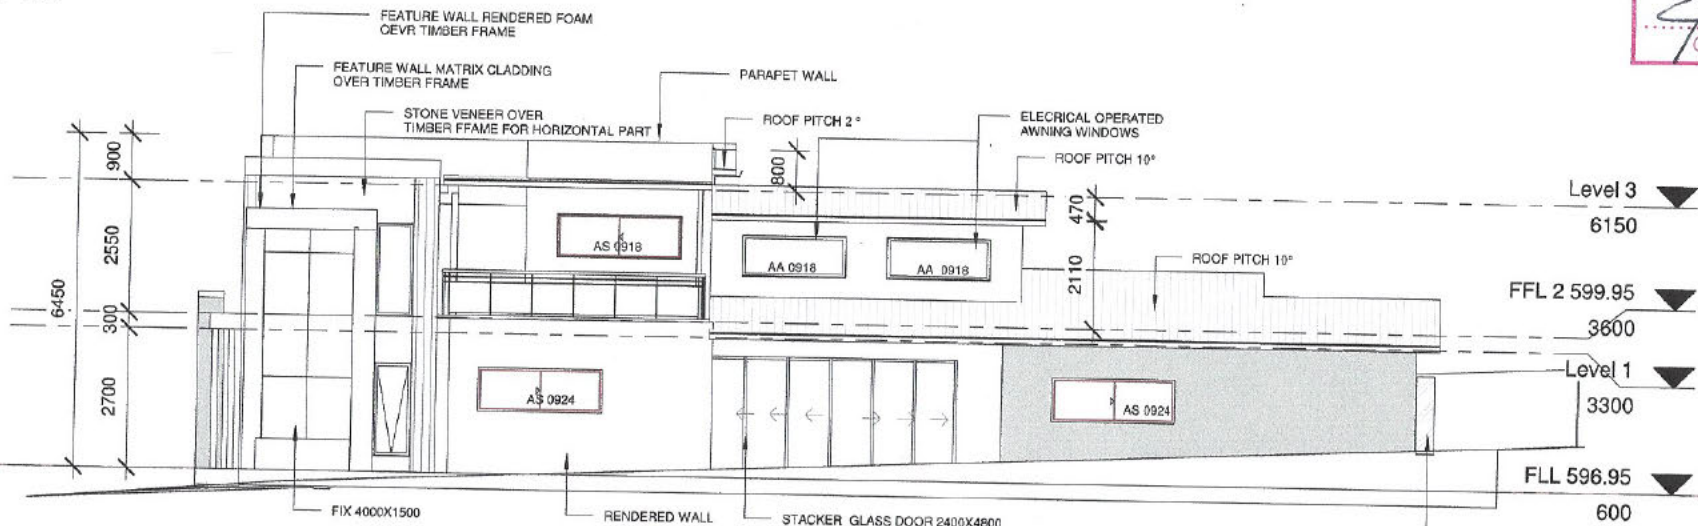 FEATURE WALL RENDERED FOAM
OEVR TIMBER FRAME
FEATURE WALL MATRIX CLADDING
OVER TIMBER FRAME
STONE VENEER OVER
TIMBER FFAME FOR HORIZONTAL PART
PARAPET WALL
ROOF PITCH 2°
ELECRICAL OPERATED
AWNING WINDOWS
ROOF PITCH 10°
900
800
470
Level 3
6150
2550
AS 0918
AA 0918
AA 0918
2110
ROOF PITCH 10°
6450
300
FFL 2 599.95
3600
2700
AS 0924
AS 0924
Level 1
3300
FLL 596.95
600
FIX 4000X1500
RENDERED WALL
STACKER GLASS DOOR 2400X4800